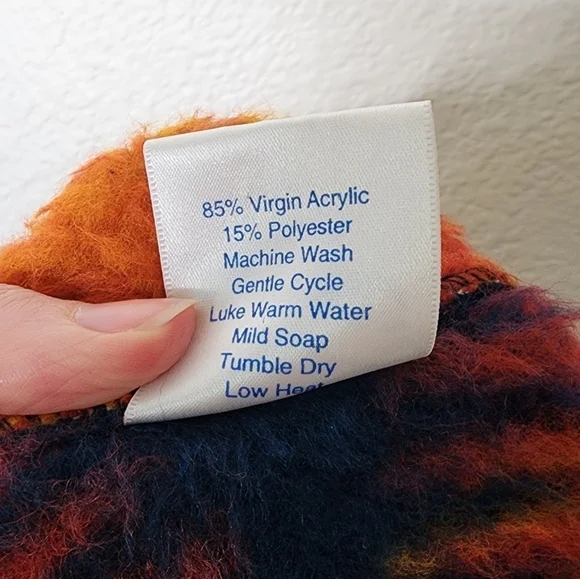 85% Virgin Acrylic
15% Polyester
Machine Wash
Gentle Cycle
Luke Warm Water
Mild Soap
Tumble Dry
Low Heat